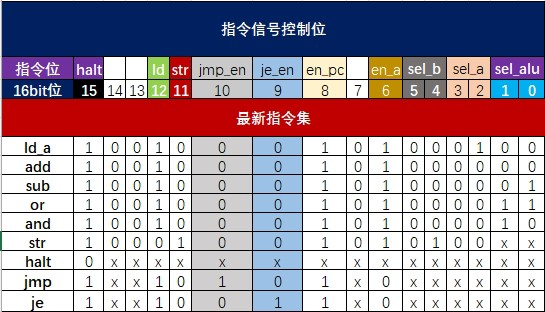 指令信号控制位
指令位 halt ld str jmp_en je_en en_pc en_a sel_b sel_a sel_alu
16bit位 15 14 13 12 11 10 9 8 7 6 5 4 3 2 1 0
最新指令集
ld_a 1 0 0 1 0 0 0 1 0 1 0 0 0 1 0 0
add 1 0 0 1 0 0 0 1 0 1 0 0 0 0 0 0
sub 1 0 0 1 0 0 0 1 0 1 0 0 0 0 0 1
or 1 0 0 1 0 0 0 1 0 1 0 0 0 0 1 1
and 1 0 0 1 0 0 0 1 0 1 0 0 0 0 1 0
str 1 0 0 0 1 0 0 1 0 1 0 1 0 0 x x
halt 0 x x x x x x x x x x x x x x x
jmp 1 x x 1 0 1 0 1 x 0 x x x x x x
je 1 x x 1 0 0 1 1 x 0 x x x x x x